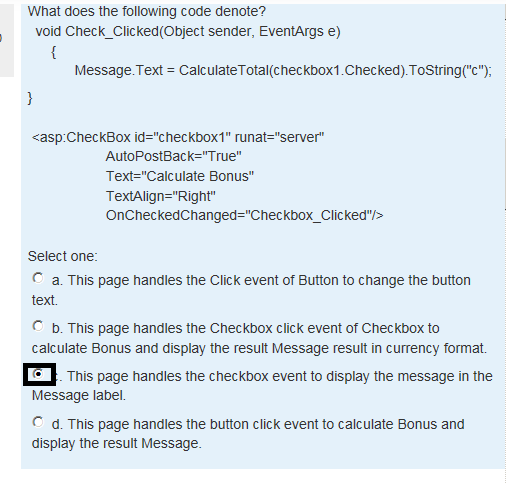 What does the following code denote?
void Check_Clicked(Object sender, EventArgs e)
{
Message.Text = CalculateTotal(checkbox1.Checked).ToString("c");
}
<asp:CheckBox id="checkbox1" runat="server"
AutoPostBack="True"
Text="Calculate Bonus"
TextAlign="Right"
OnCheckedChanged="Checkbox_Clicked"/>
Select one:
a. This page handles the Click event of Button to change the button
text.
b. This page handles the Checkbox click event of Checkbox to
calculate Bonus and display the result Message result in currency format.
. This page handles the checkbox event to display the message in the
Message label.
d. This page handles the button click event to calculate Bonus and
display the result Message.